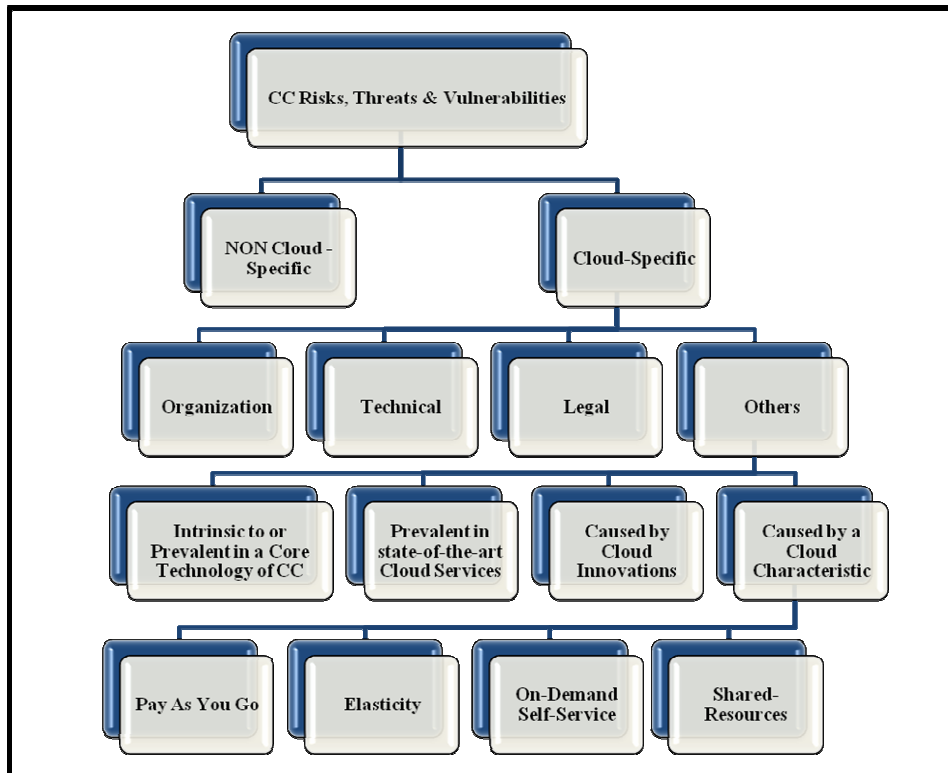 CC Risks, Threats & Vulnerabilities
NON Cloud -
Specific
Cloud-Specific
Organization
Technical
Legal
Others
Intrinsic to or
Prevalent in a Core
Technology of CC
Prevalent in
state-of-the-art
Cloud Services
Caused by
Cloud
Innovations
Caused by a
Cloud
Characteristic
Pay As You Go
Elasticity
On-Demand
Self-Service
Shared-
Resources